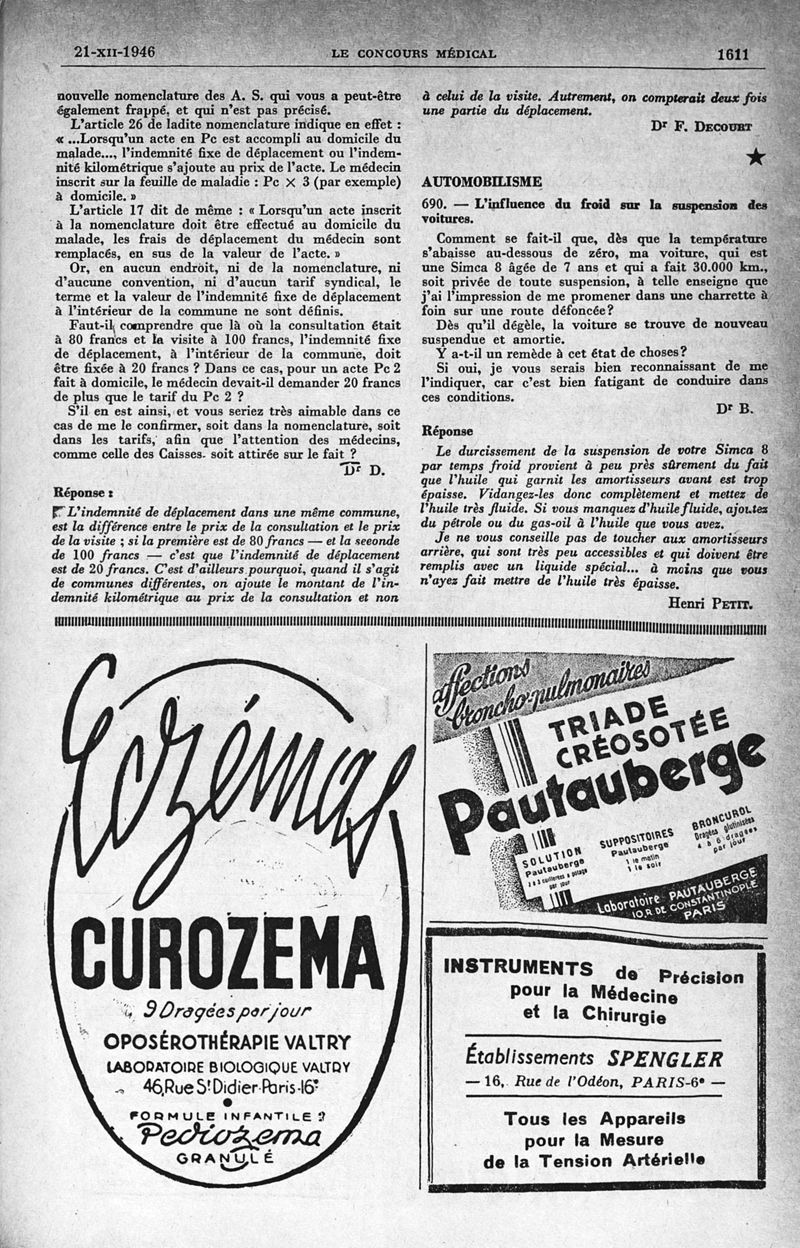 21-XII-1946
LE CONCOURS MÉDICAL
1611
nouvelle nomenclature des A. S. qui vous a peut-être
également frappé, et qui n'est pas précisé.
L'article 26 de ladite nomenclature indique en effet :
« ...Lorsqu'un acte en Pc est accompli au domicile du
malade..., l'indemnité fixe de déplacement ou l'indem-
nité kilométrique s'ajoute au prix de l'acte. Le médecin
inscrit sur la feuille de maladie : Pc × 3 (par exemple)
à domicile. »
L'article 17 dit de même : « Lorsqu'un acte inscrit
à la nomenclature doit être effectué au domicile du
malade, les frais de déplacement du médecin sont
remplacés, en sus de la valeur de l'acte. »
Or, en aucun endroit, ni de la nomenclature, ni
d'aucune convention, ni d'aucun tarif syndical, le
terme et la valeur de l'indemnité fixe de déplacement
à l'intérieur de la commune ne sont définis.
Faut-il comprendre que là où la consultation était
à 80 francs et la visite à 100 francs, l'indemnité fixe
de déplacement, à l'intérieur de la commune, doit
être fixée à 20 francs ? Dans ce cas, pour un acte Pc 2
fait à domicile, le médecin devait-il demander 20 francs
de plus que le tarif du Pc 2 ?
S'il en est ainsi, et vous seriez très aimable dans ce
cas de me le confirmer, soit dans la nomenclature, soit
dans les tarifs, afin que l'attention des médecins,
comme celle des Caisses. soit attirée sur le fait ?
Dr D.
Réponse :
L'indemnité de déplacement dans une même commune,
est la différence entre le prix de la consultation et le prix
de la visite ; si la première est de 80 francs — et la seeonde
de 100 francs — c'est que l'indemnité de déplacement
est de 20 francs. C'est d'ailleurs pourquoi, quand il s'agit
de communes différentes, on ajoute le montant de l'in-
demnité kilométrique au prix de la consultation et non
à celui de la visite. Autrement, on compterait deux fois
une partie du déplacement.
Dr F. DECOURT
★
AUTOMOBILISME
690. — L'influence du froid sur la suspension des
voitures.
Comment se fait-il que, dès que la température
s'abaisse au-dessous de zéro, ma voiture, qui est
une Simca 8 âgée de 7 ans et qui a fait 30.000 km.,
soit privée de toute suspension, à telle enseigne que
j'ai l'impression de me promener dans une charrette à
foin sur une route défoncée?
Dès qu'il dégèle, la voiture se trouve de nouveau
suspendue et amortie.
Y a-t-il un remède à cet état de choses?
Si oui, je vous serais bien reconnaissant de me
l'indiquer, car c'est bien fatigant de conduire dans
ces conditions.
Dr B.
Réponse
Le durcissement de la suspension de votre Simca 8
par temps froid provient à peu près sûrement du fait
que l'huile qui garnit les amortisseurs avant est trop
épaisse. Vidangez-les donc complètement et mettez de
l'huile très fluide. Si vous manquez d'huile fluide, ajoutez
du pétrole ou du gas-oil à l'huile que vous avez.
Je ne vous conseille pas de toucher aux amortisseurs
arrière, qui sont très peu accessibles et qui doivent être
remplis avec un liquide spécial... à moins que vous
n'ayez fait mettre de l'huile très épaisse.
Henri PETIT.
Eczémas
CUROZEMA
9 Dragées par jour
OPOSÉROTHÉRAPIE VALTRY
LABORATOIRE BIOLOGIQUE VALTRY
46, Rue St Didier-Paris-16e
FORMULE INFANTILE :
Pediozema
GRANULÉ
affections
broncho-pulmonaires
TRIADE
CRÉOSOTÉE
Pautauberge
SOLUTION
Pautauberge
2 à 3 cuillerées à potage
par jour
SUPPOSITOIRES
Pautauberge
1 le matin
1 le soir
BRONCUROL
Dragées glutinisées
4 à 6 dragées
par jour
Laboratoire PAUTAUBERGE
10, R. DE CONSTANTINOPLE
PARIS
INSTRUMENTS de Précision
pour la Médecine
et la Chirurgie
Établissements SPENGLER
— 16, Rue de l'Odéon, PARIS-6e —
Tous les Appareils
pour la Mesure
de la Tension Artérielle